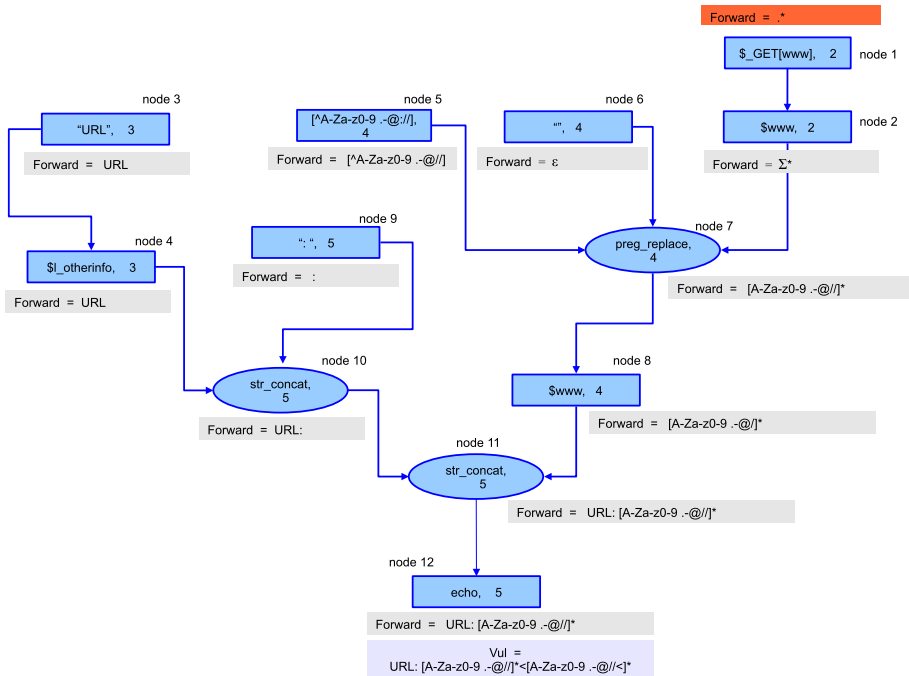 Forward = .*
$_GET[www], 2
node 1
node 3
node 5
node 6
“URL”, 3
[^A-Za-z0-9 .-@://],
4
“”, 4
$www, 2
node 2
Forward = URL
Forward = [^A-Za-z0-9 .-@//]
Forward = ε
Forward = Σ*
node 4
node 9
node 7
$l_otherinfo, 3
“: “, 5
preg_replace,
4
Forward = URL
Forward = :
Forward = [A-Za-z0-9 .-@//]*
node 10
node 8
str_concat,
5
$www, 4
Forward = URL:
Forward = [A-Za-z0-9 .-@/]*
node 11
str_concat,
5
Forward = URL: [A-Za-z0-9 .-@//]*
node 12
echo, 5
Forward = URL: [A-Za-z0-9 .-@//]*
Vul =
URL: [A-Za-z0-9 .-@//]*<[A-Za-z0-9 .-@//<]*